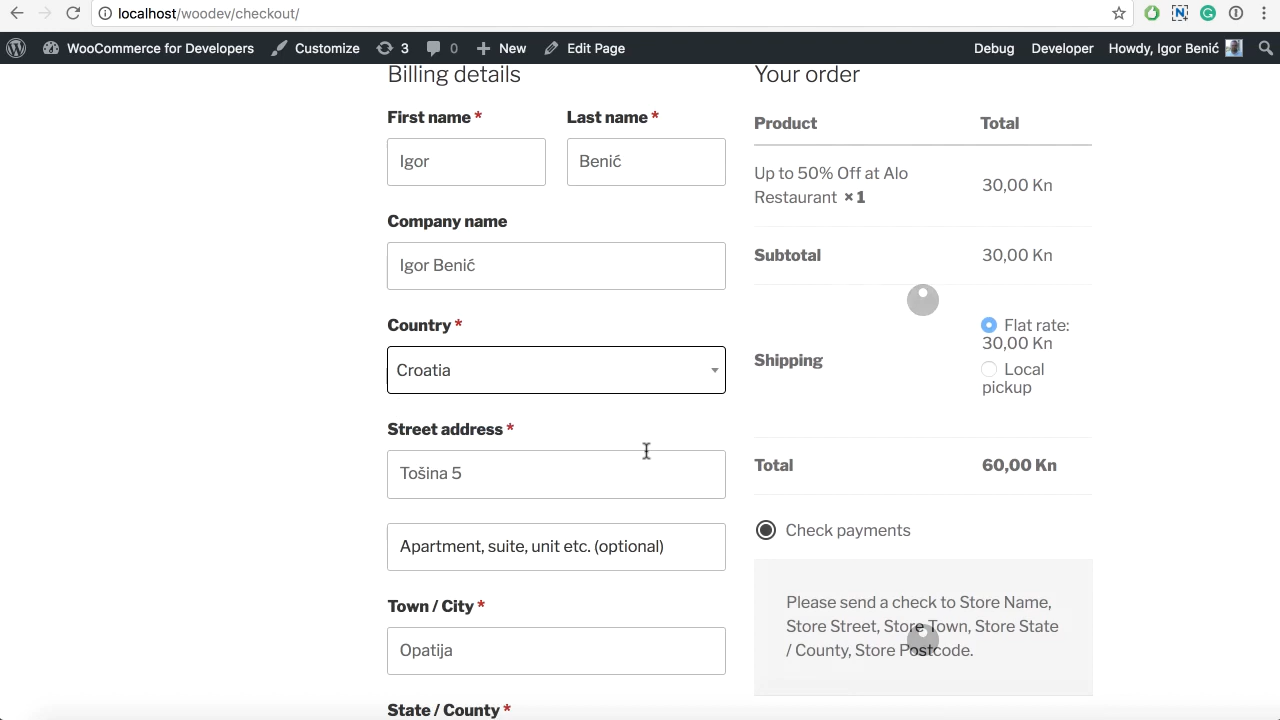 localhost/woodev/checkout/
WooCommerce for Developers Customize 3 0 New Edit Page Debug Developer Howdy, Igor Benić
Billing details
First name * Last name *
Igor Benić
Company name
Igor Benić
Country *
Croatia
Street address *
Tošina 5
Apartment, suite, unit etc. (optional)
Town / City *
Opatija
State / County *
Your order
Product Total
Up to 50% Off at Alo
Restaurant × 1
30,00 Kn
Subtotal 30,00 Kn
Shipping
Flat rate:
30,00 Kn
Local
pickup
Total 60,00 Kn
Check payments
Please send a check to Store Name,
Store Street, Store Town, Store State
/ County, Store Postcode.